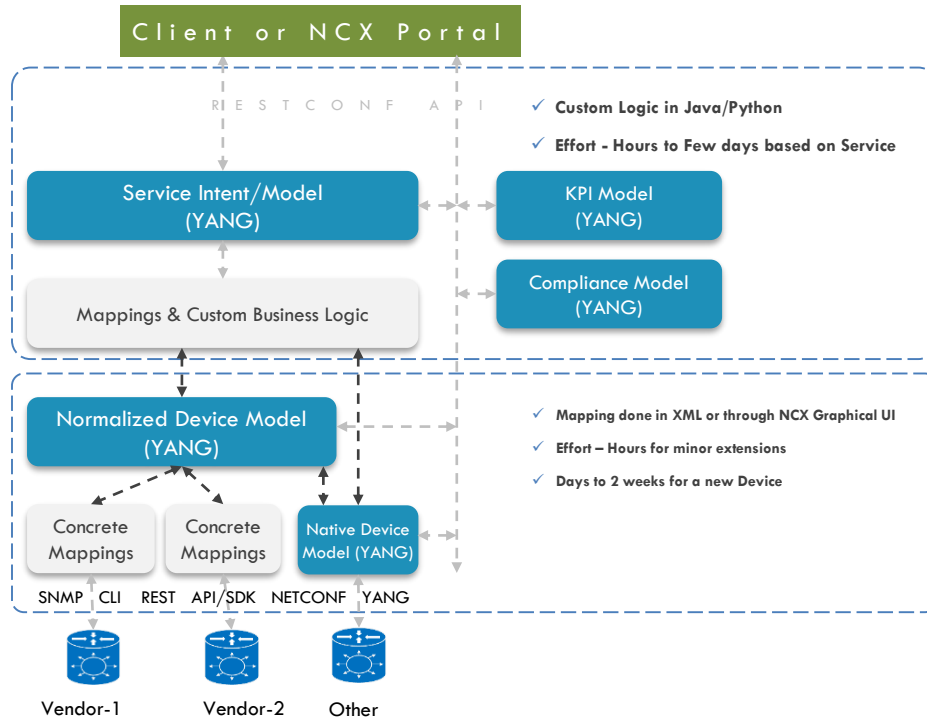 Client or NCX Portal
RESTCONF API
✓ Custom Logic in Java/Python
✓ Effort - Hours to Few days based on Service
Service Intent/Model
(YANG)
KPI Model
(YANG)
Compliance Model
(YANG)
Mappings & Custom Business Logic
Normalized Device Model
(YANG)
✓ Mapping done in XML or through NCX Graphical UI
✓ Effort – Hours for minor extensions
✓ Days to 2 weeks for a new Device
Concrete
Mappings
Concrete
Mappings
Native Device
Model (YANG)
SNMP CLI REST API/SDK NETCONF YANG
Vendor-1
Vendor-2
Other